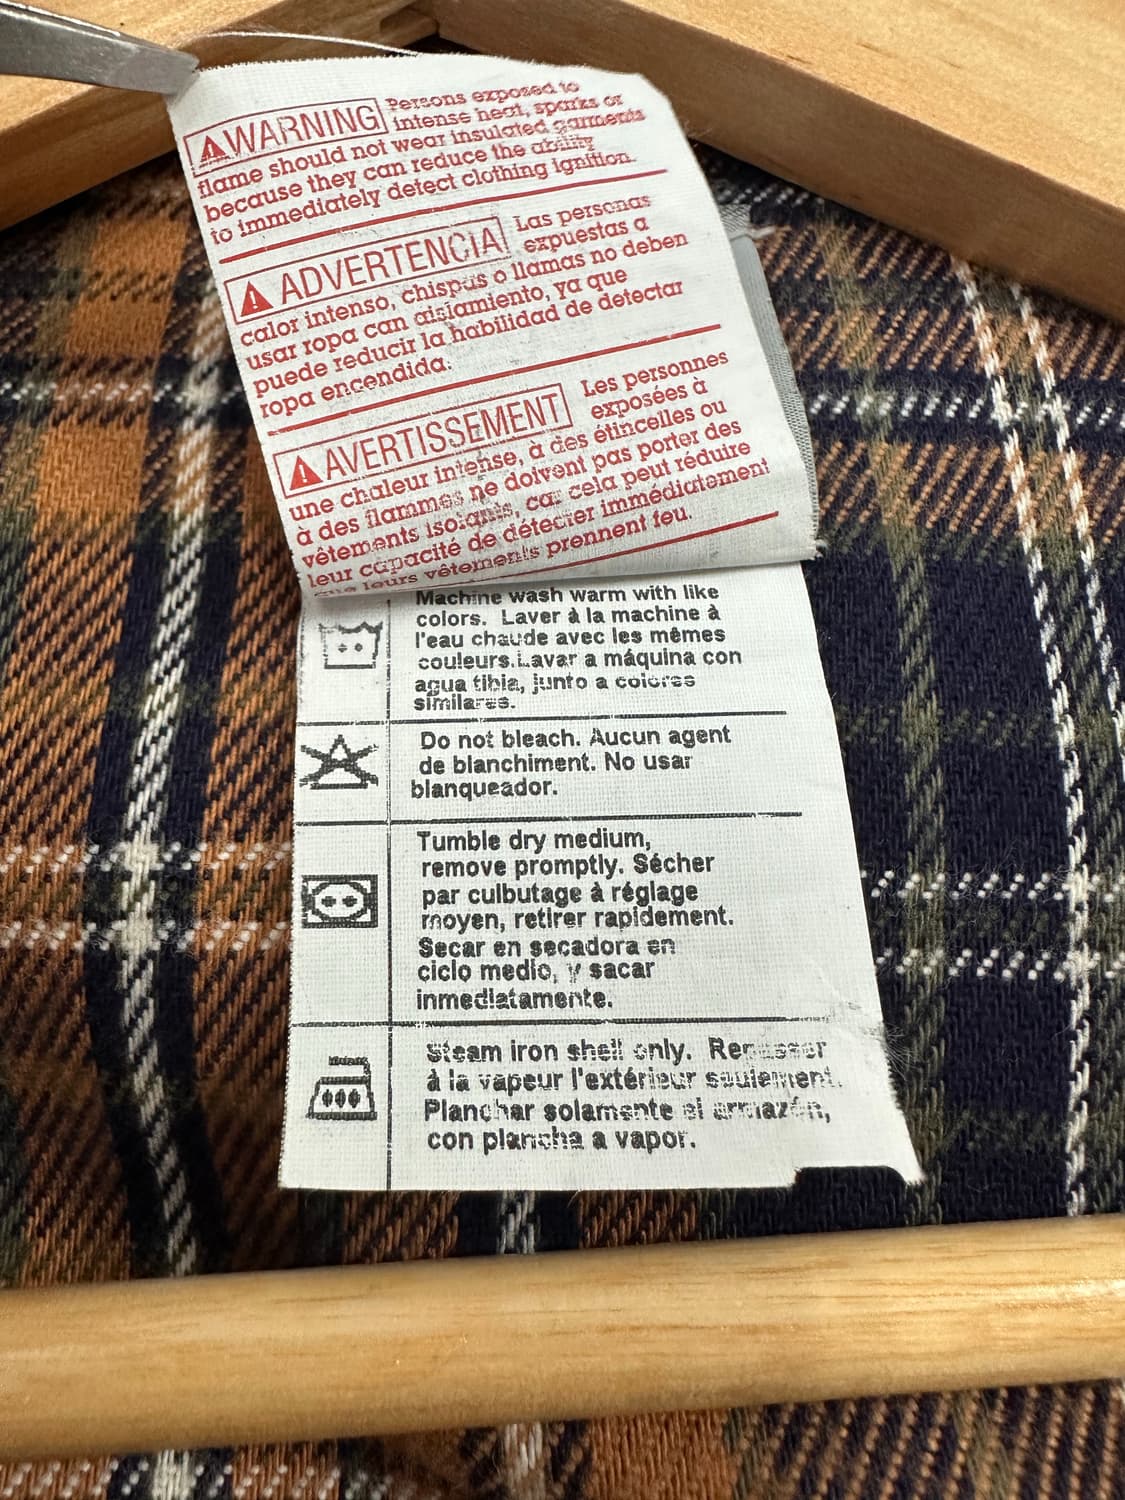 WARNING Persons exposed to
intense heat, sparks or
flame should not wear insulated garments
because they can reduce the ability
to immediately detect clothing ignition.
ADVERTENCIA Las personas
expuestas a
calor intenso, chispas o llamas no deben
usar ropa can aislamiento, ya que
puede reducir la habilidad de detectar
ropa encendida.
AVERTISSEMENT Les personnes
exposées à
une chaleur intense, à des étincelles ou
à des flammes ne doivent pas porter des
vêtements isolants, car cela peut réduire
leur capacité de détecter immédiatement
que leurs vêtements prennent feu.
Machine wash warm with like
colors. Laver à la machine à
l'eau chaude avec les mêmes
couleurs.Lavar a máquina con
agua tibia, junto a colores
similares.
Do not bleach. Aucun agent
de blanchiment. No usar
blanqueador.
Tumble dry medium,
remove promptly. Sécher
par culbutage à réglage
moyen, retirer rapidement.
Secar en secadora en
ciclo medio, y sacar
inmediatamente.
Steam iron shell only. Repasser
à la vapeur l'extérieur seulement.
Planchar solamente el armazón,
con plancha a vapor.